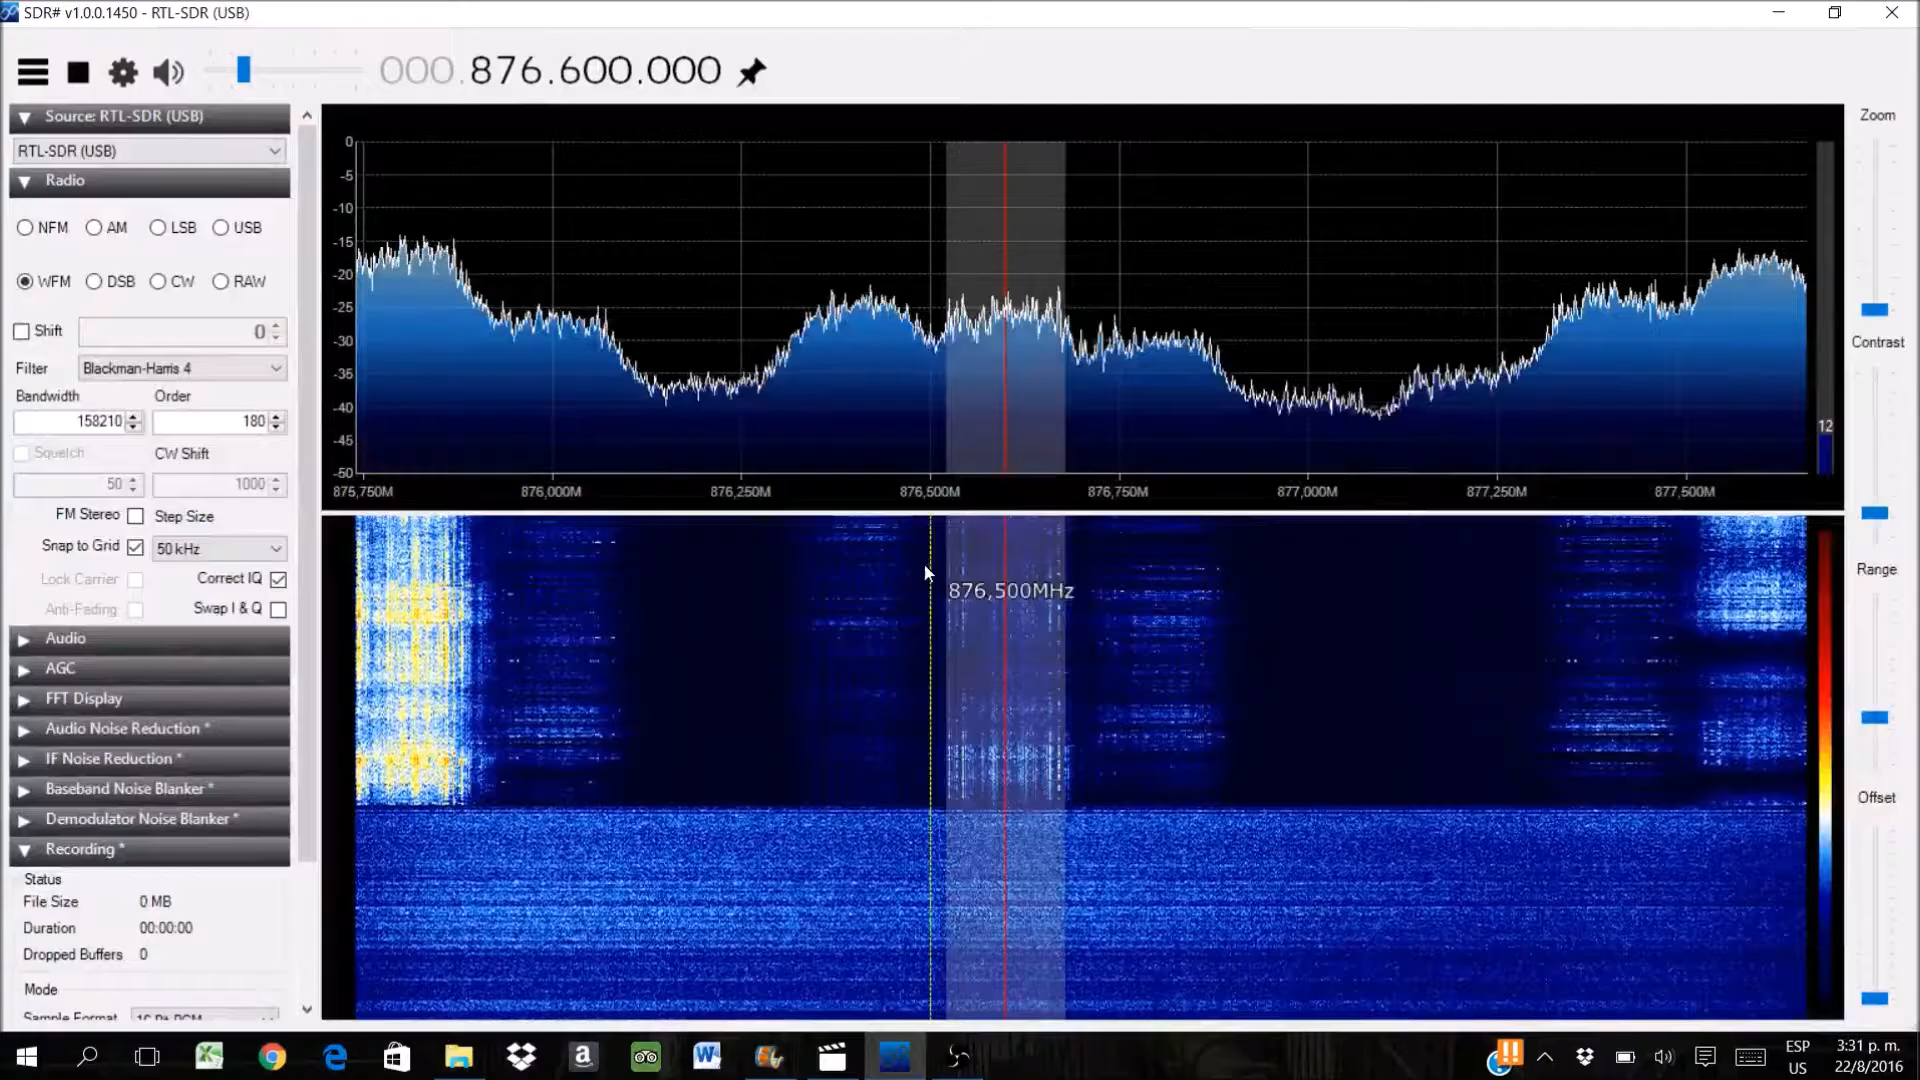 SDR# v1.0.0.1450 - RTL-SDR (USB)
000.876.600.000
Source: RTL-SDR (USB)
RTL-SDR (USB)
Radio
NFM AM LSB USB
WFM DSB CW RAW
Shift 0
Filter Blackman-Harris 4
Bandwidth Order
158210 180
Squelch CW Shift
50 1000
FM Stereo Step Size
Snap to Grid 50 kHz
Lock Carrier Correct IQ
Anti-Fading Swap I & Q
Audio
AGC
FFT Display
Audio Noise Reduction *
IF Noise Reduction *
Baseband Noise Blanker *
Demodulator Noise Blanker *
Recording *
Status
File Size 0 MB
Duration 00:00:00
Dropped Buffers 0
Mode
Sample Format 16 Bit PCM
0
-5
-10
-15
-20
-25
-30
-35
-40
-45
-50
875,750M 876,000M 876,250M 876,500M 876,750M 877,000M 877,250M 877,500M
12
876,500MHz
Zoom
Contrast
Range
Offset
ESP
US
3:31 p. m.
22/8/2016